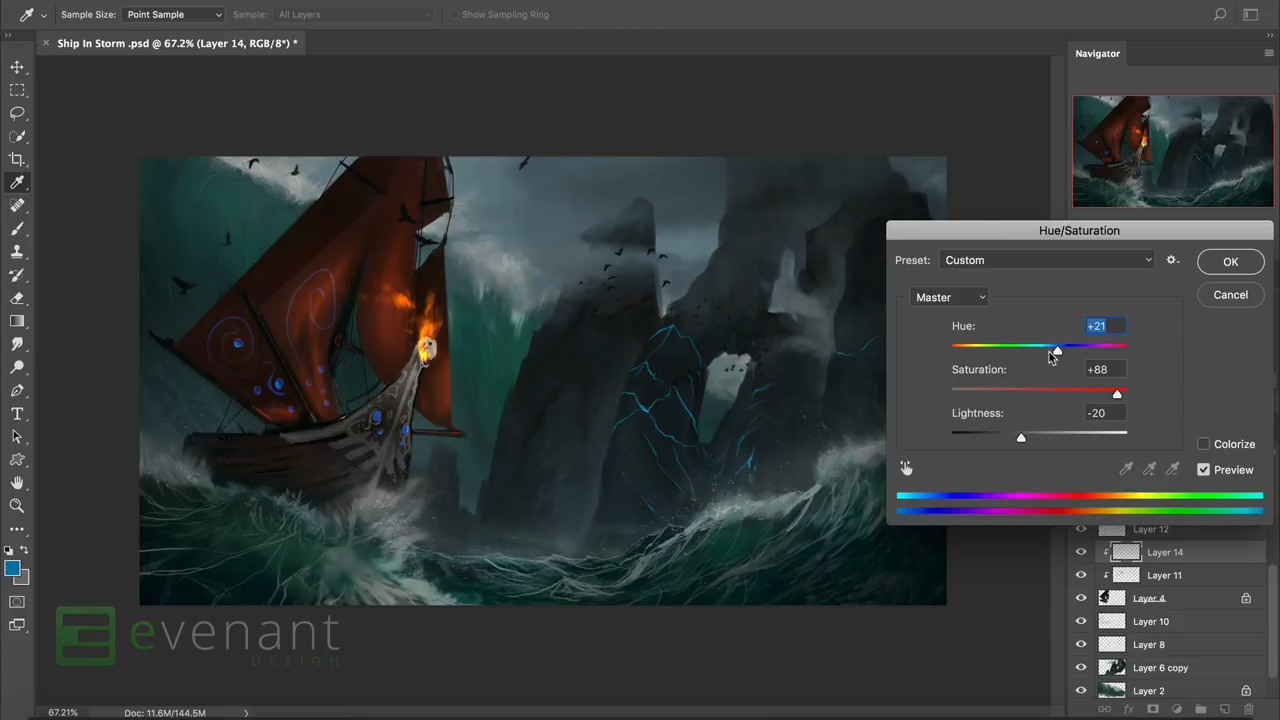 Sample Size: Point Sample Sample: All Layers Show Sampling Ring
Ship In Storm .psd @ 67.2% (Layer 14, RGB/8*) *
Navigator
Hue/Saturation
Preset: Custom
OK
Master
Cancel
Hue: +21
Saturation: +88
Lightness: -20
Colorize
Preview
Layer 12
Layer 14
Layer 11
Layer 4
Layer 10
Layer 8
Layer 6 copy
Layer 2
evenant
DESIGN
67.21% Doc: 11.6M/144.5M
fx
T